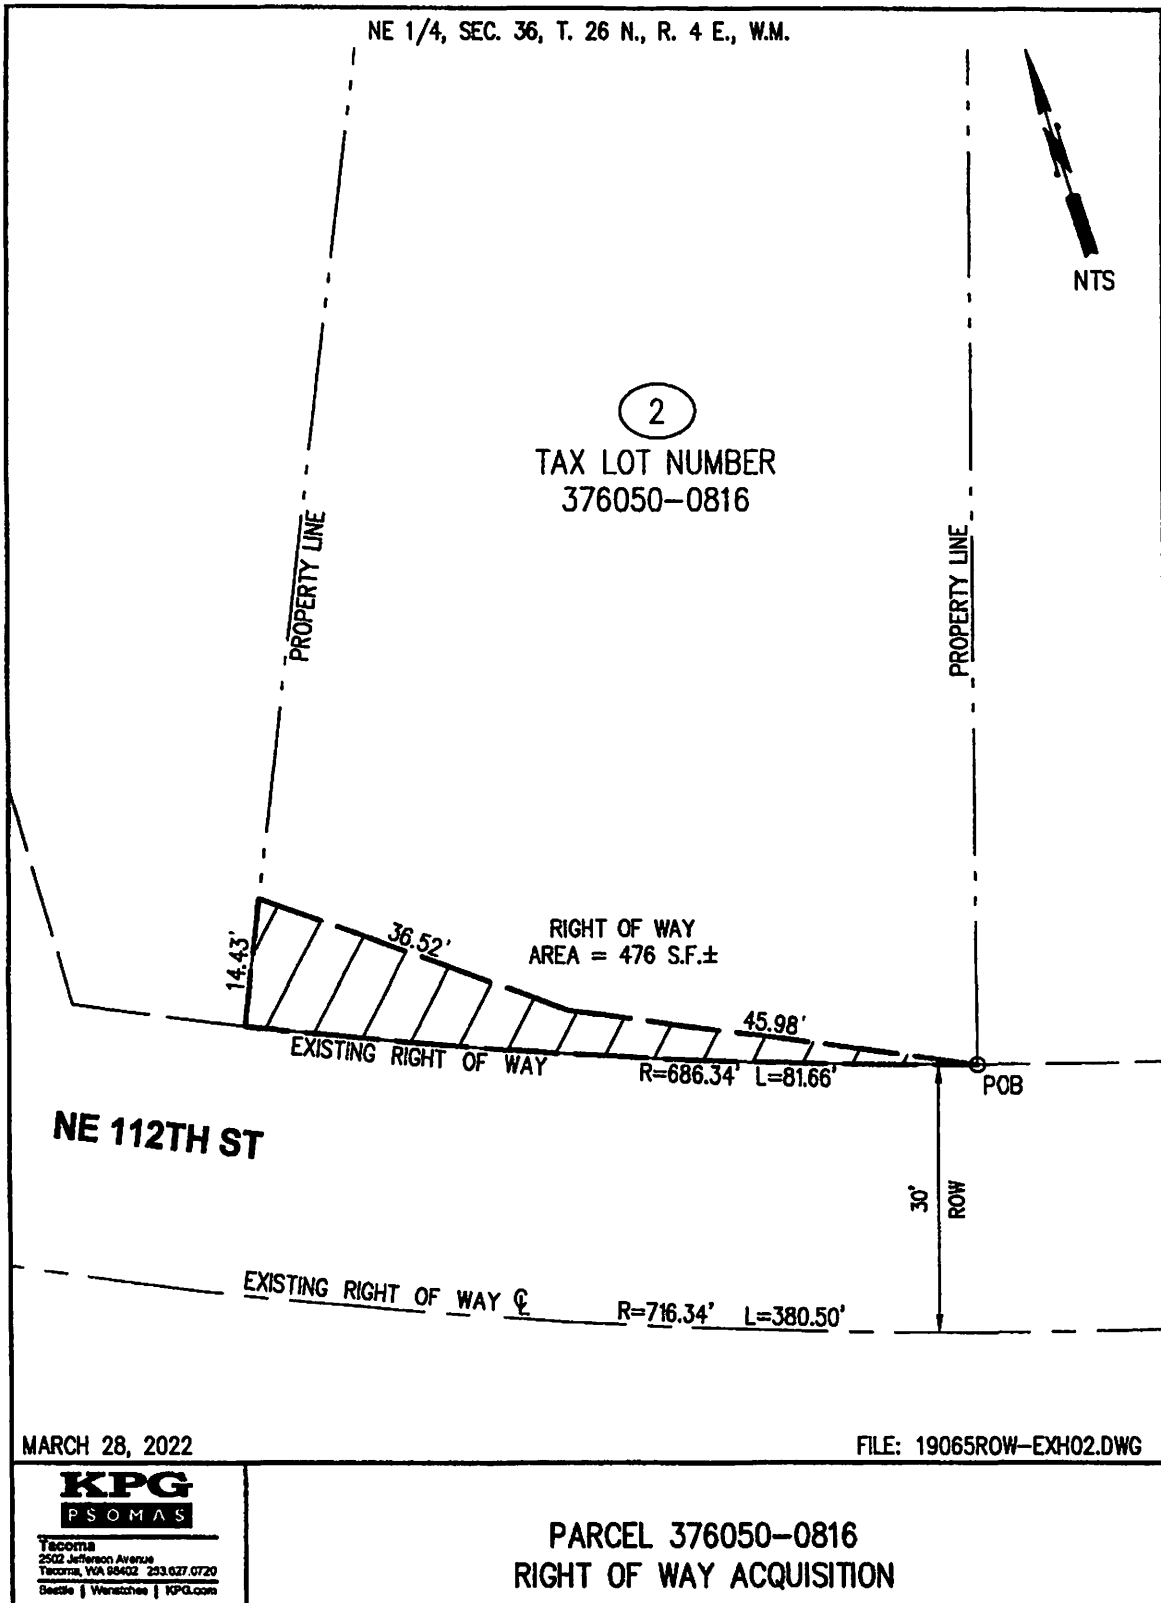 NE 1/4, SEC. 36, T. 26 N., R. 4 E., W.M.
NTS
2
TAX LOT NUMBER
376050-0816
PROPERTY LINE
PROPERTY LINE
14.43'
36.52'
RIGHT OF WAY
AREA = 476 S.F.±
45.98'
EXISTING RIGHT OF WAY
R=686.34' L=81.66'
POB
NE 112TH ST
30'
ROW
EXISTING RIGHT OF WAY ℄
R=716.34' L=380.50'
MARCH 28, 2022
FILE: 19065ROW-EXH02.DWG
KPG
PSOMAS
Tacoma
2502 Jefferson Avenue
Tacoma, WA 98402 253.627.0720
Seattle | Wenatchee | KPG.com
PARCEL 376050-0816
RIGHT OF WAY ACQUISITION